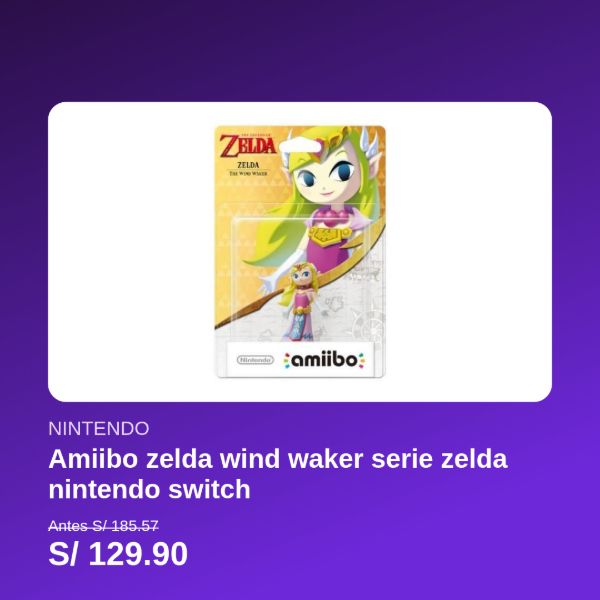 THE LEGEND OF
ZELDA
ZELDA
THE WIND WAKER
Nintendo
amiibo
NINTENDO
Amiibo zelda wind waker serie zelda
nintendo switch
Antes S/ 185.57
S/ 129.90